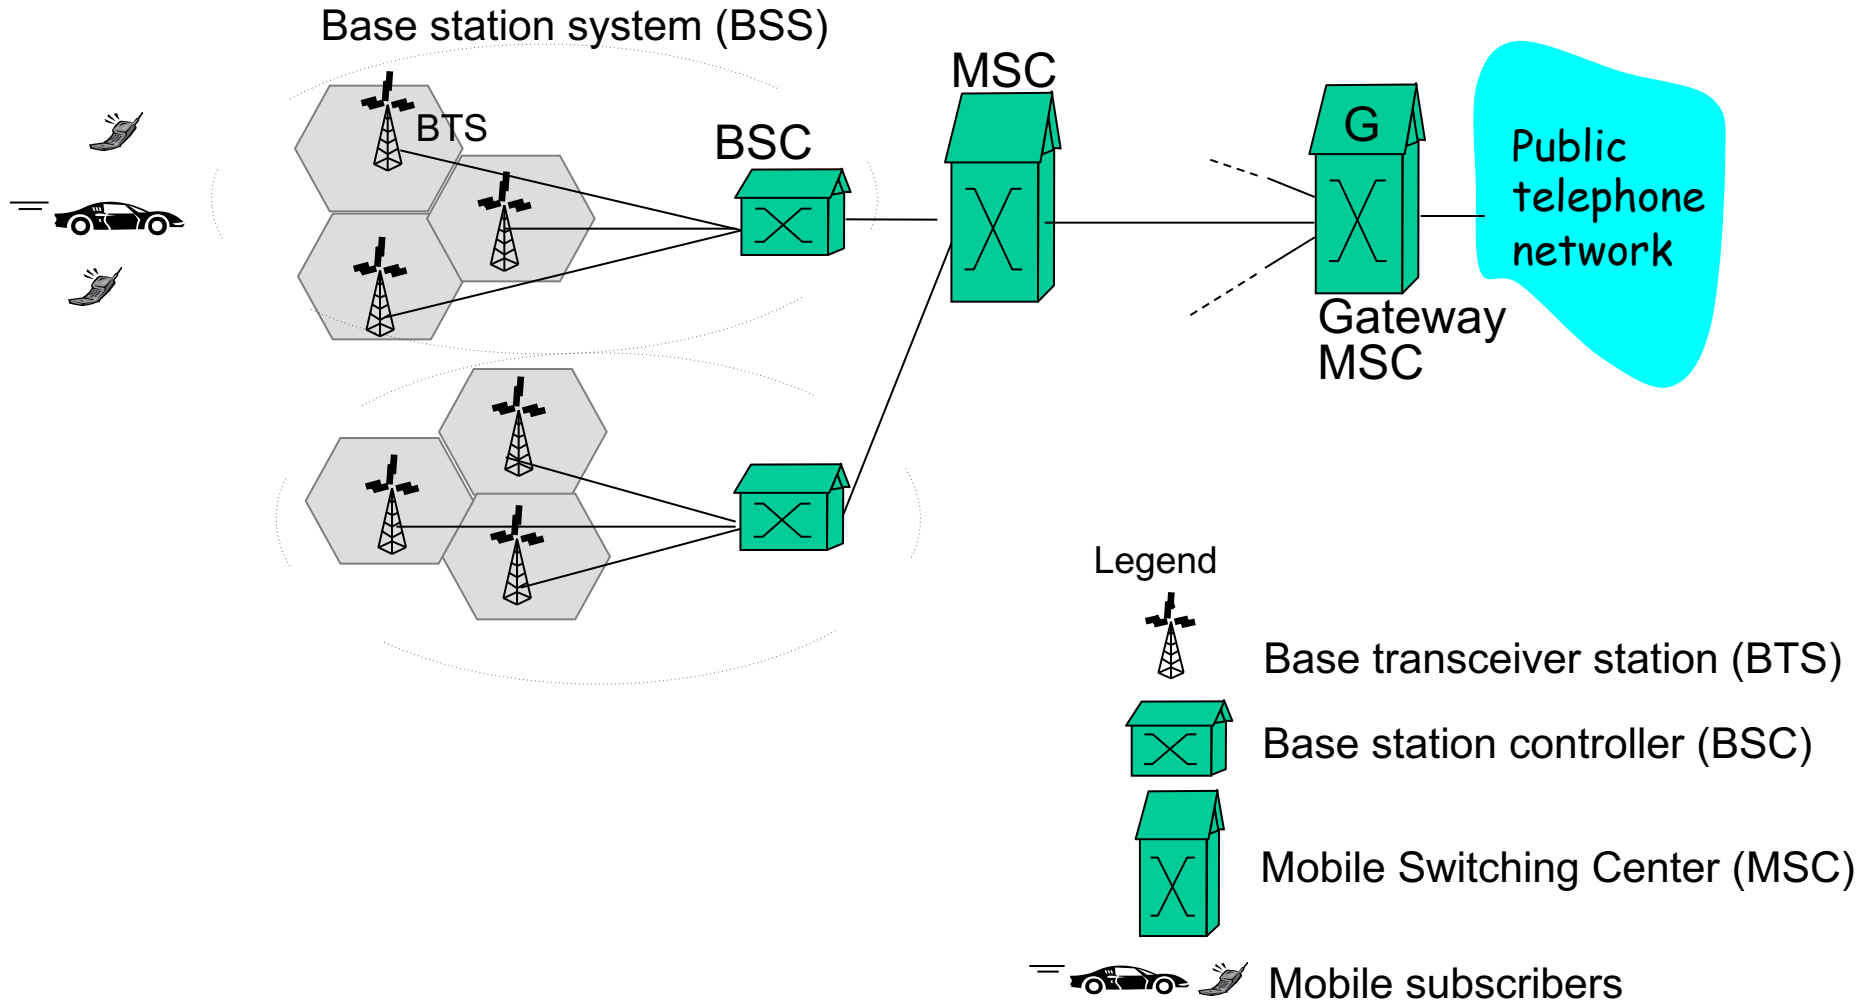 Base station system (BSS)
BTS
BSC
MSC
G
Gateway
MSC
Public
telephone
network
Legend
Base transceiver station (BTS)
Base station controller (BSC)
Mobile Switching Center (MSC)
Mobile subscribers